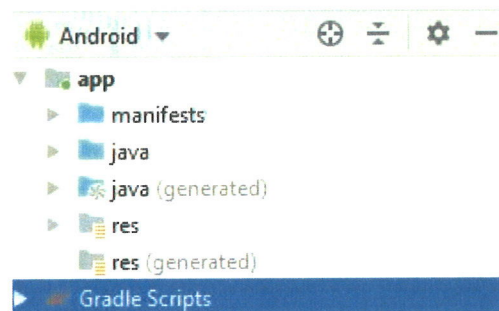 Android
app
manifests
java
java (generated)
res
res (generated)
Gradle Scripts